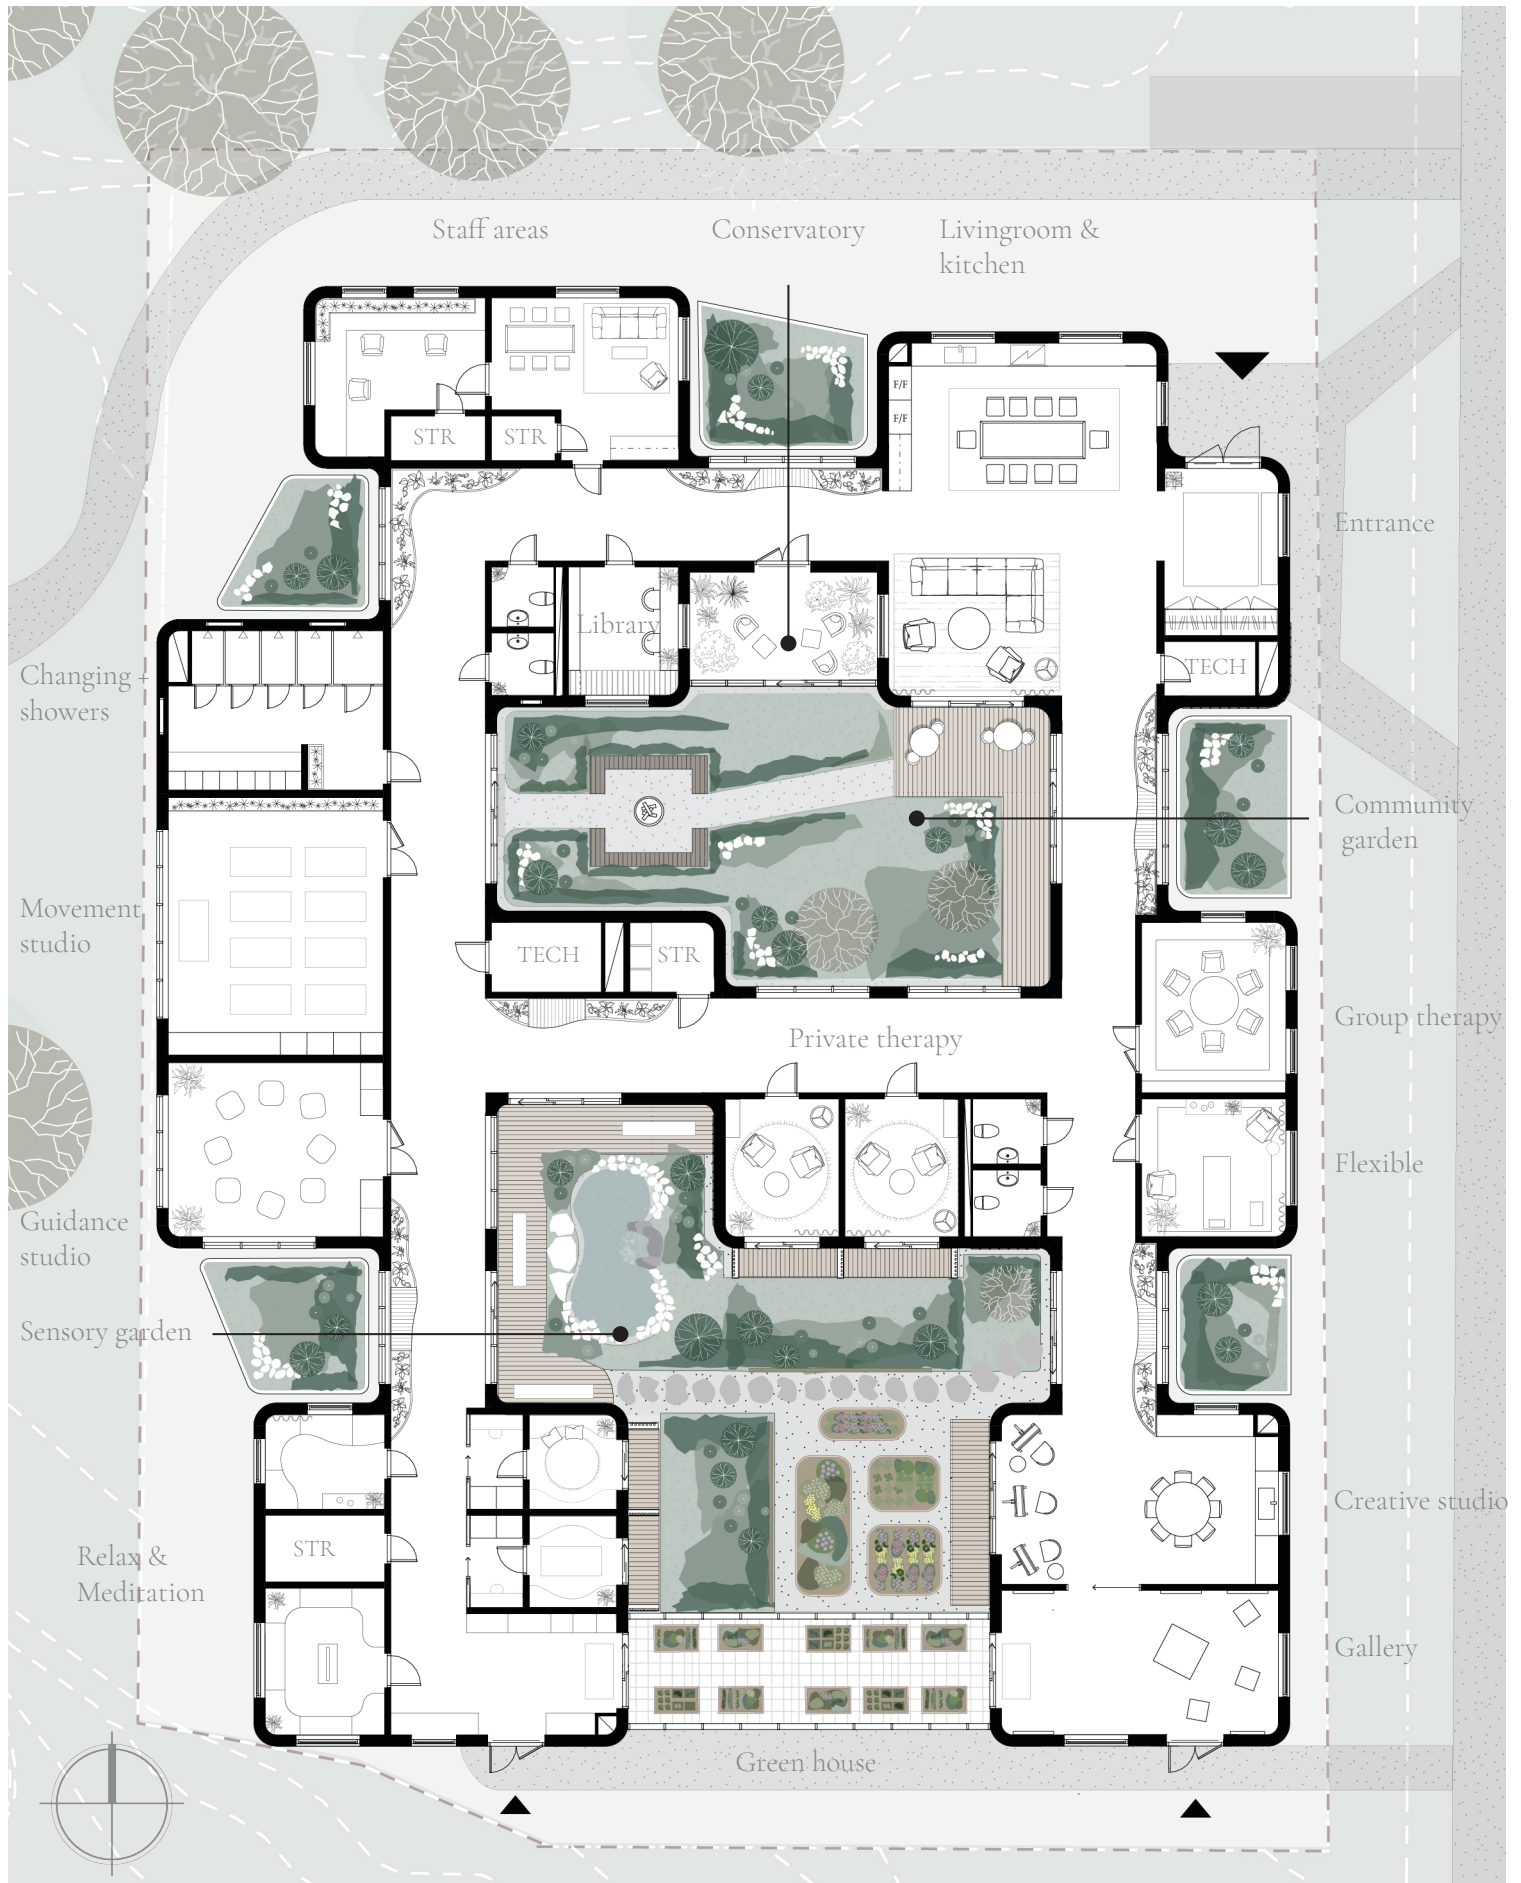 Staff areas
Conservatory
Livingroom &
kitchen
F/F
F/F
STR
STR
Entrance
Library
TECH
Changing +
showers
Community
garden
Movement
studio
TECH
STR
Group therapy
Private therapy
Flexible
Guidance
studio
Sensory garden
Creative studio
STR
Relax &
Meditation
Gallery
Green house